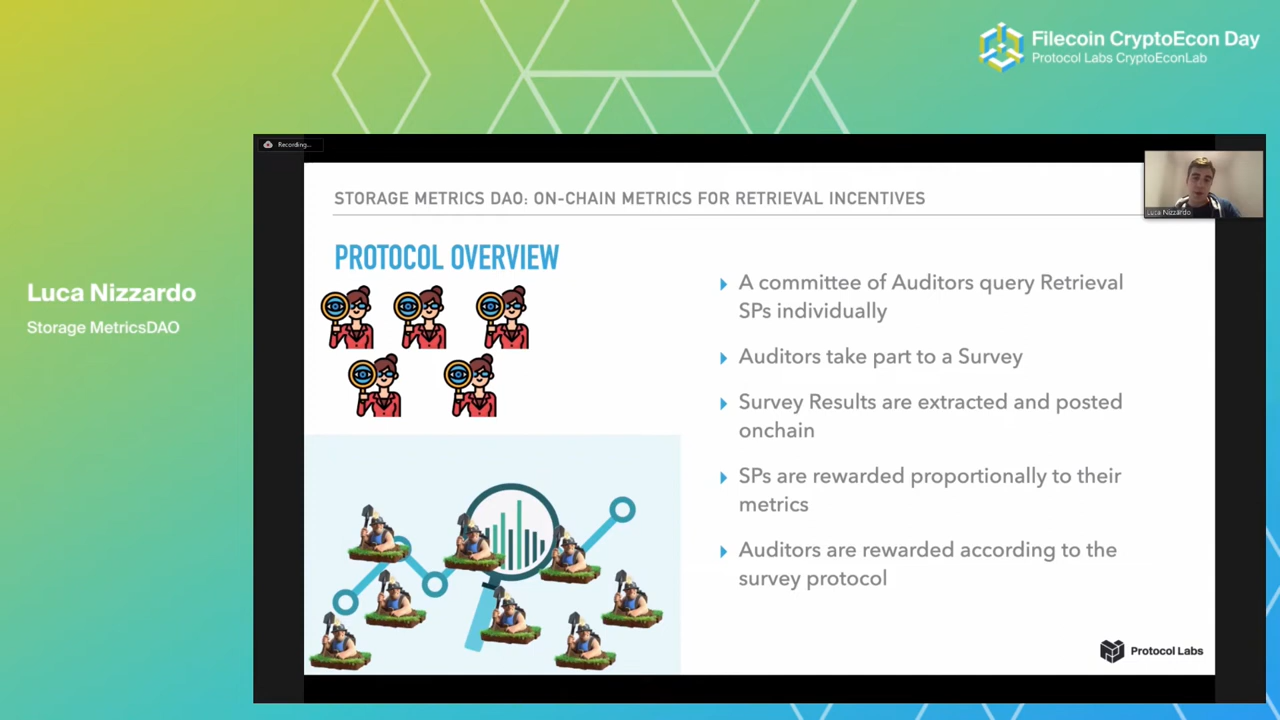 Filecoin CryptoEcon Day
Protocol Labs CryptoEconLab
Recording...
Luca Nizzardo
STORAGE METRICS DAO: ON-CHAIN METRICS FOR RETRIEVAL INCENTIVES
PROTOCOL OVERVIEW
A committee of Auditors query Retrieval
SPs individually
Auditors take part to a Survey
Survey Results are extracted and posted
onchain
SPs are rewarded proportionally to their
metrics
Auditors are rewarded according to the
survey protocol
Protocol Labs
Luca Nizzardo
Storage MetricsDAO